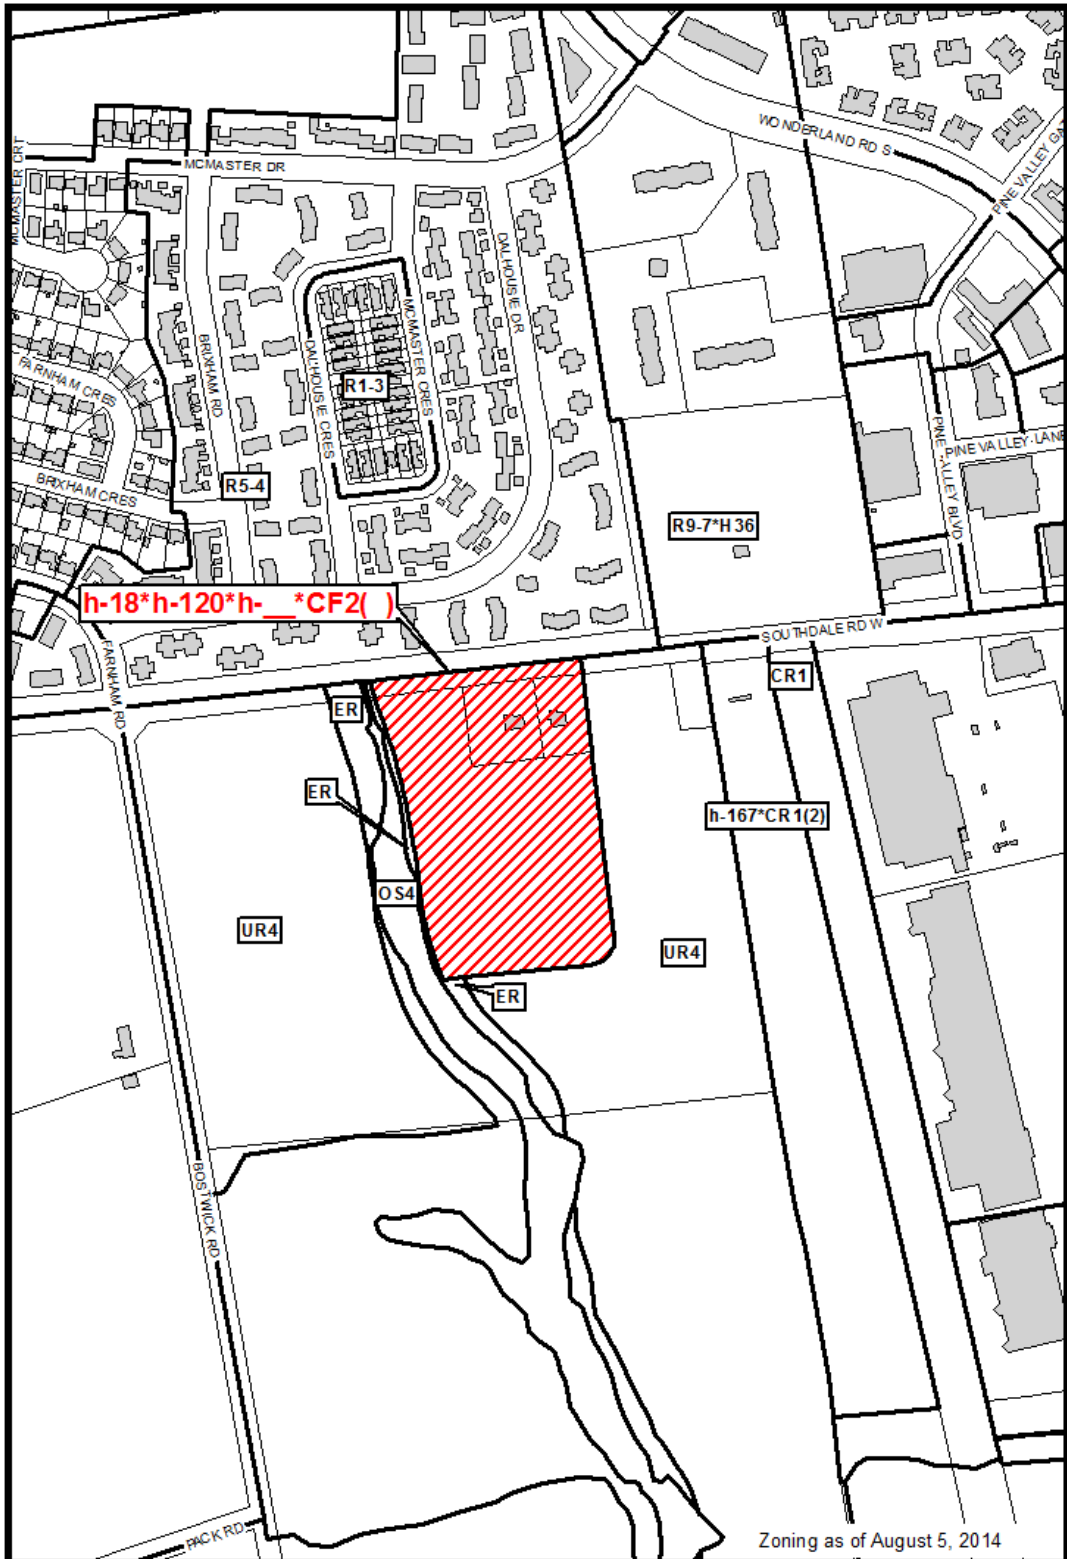 WONDERLAND RD S
MCMASTER DR
MCMASTER CRT
PINE VALLEY GAT
DALHOUSIE DR
MCMASTER CRES
BRIXHAM RD
DALHOUSIE CRES
R1-3
FARNHAM CRES
PINE VALLEY BLVD
PINE VALLEY LANE
BRIXHAM CRES
R5-4
R9-7*H36
h-18*h-120*h-__*CF2( )
SOUTHDALE RD W
FARNHAM RD
CR1
ER
ER
h-167*CR1(2)
OS4
UR4
UR4
ER
BOSTWICK RD
PACK RD
Zoning as of August 5, 2014